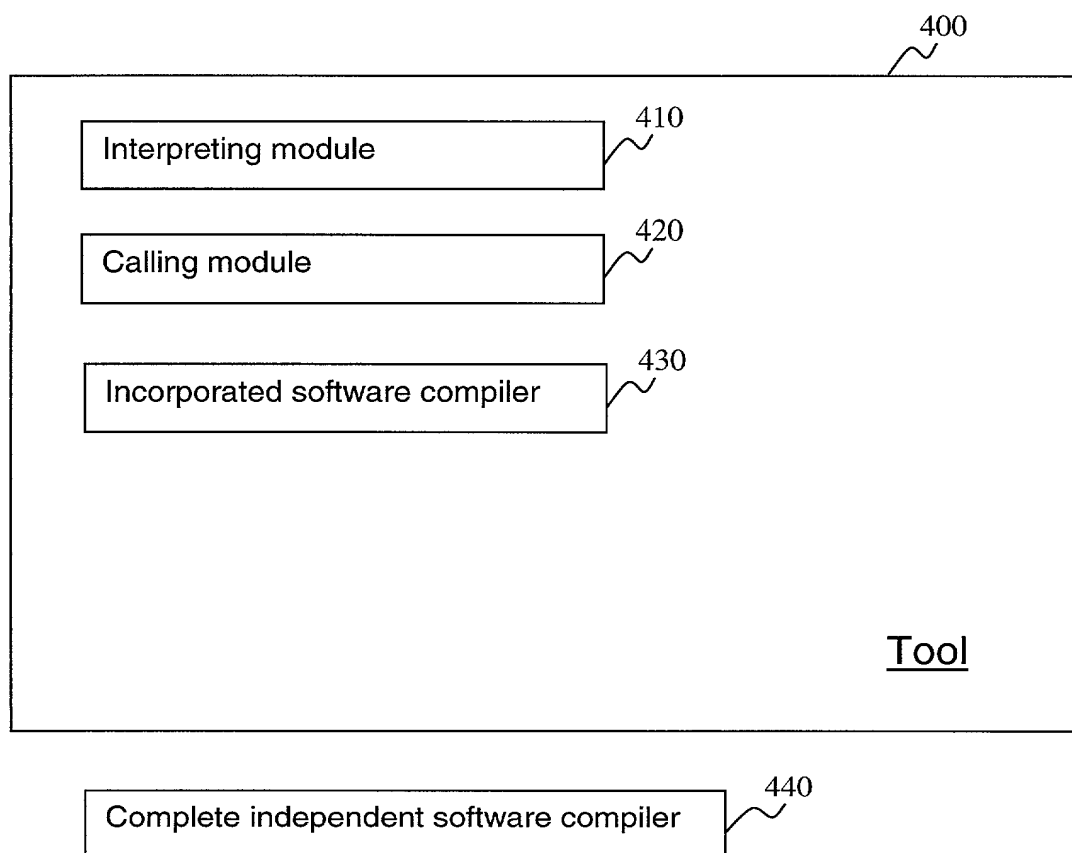 400
410
Interpreting module
420
Calling module
430
Incorporated software compiler
Tool
440
Complete independent software compiler